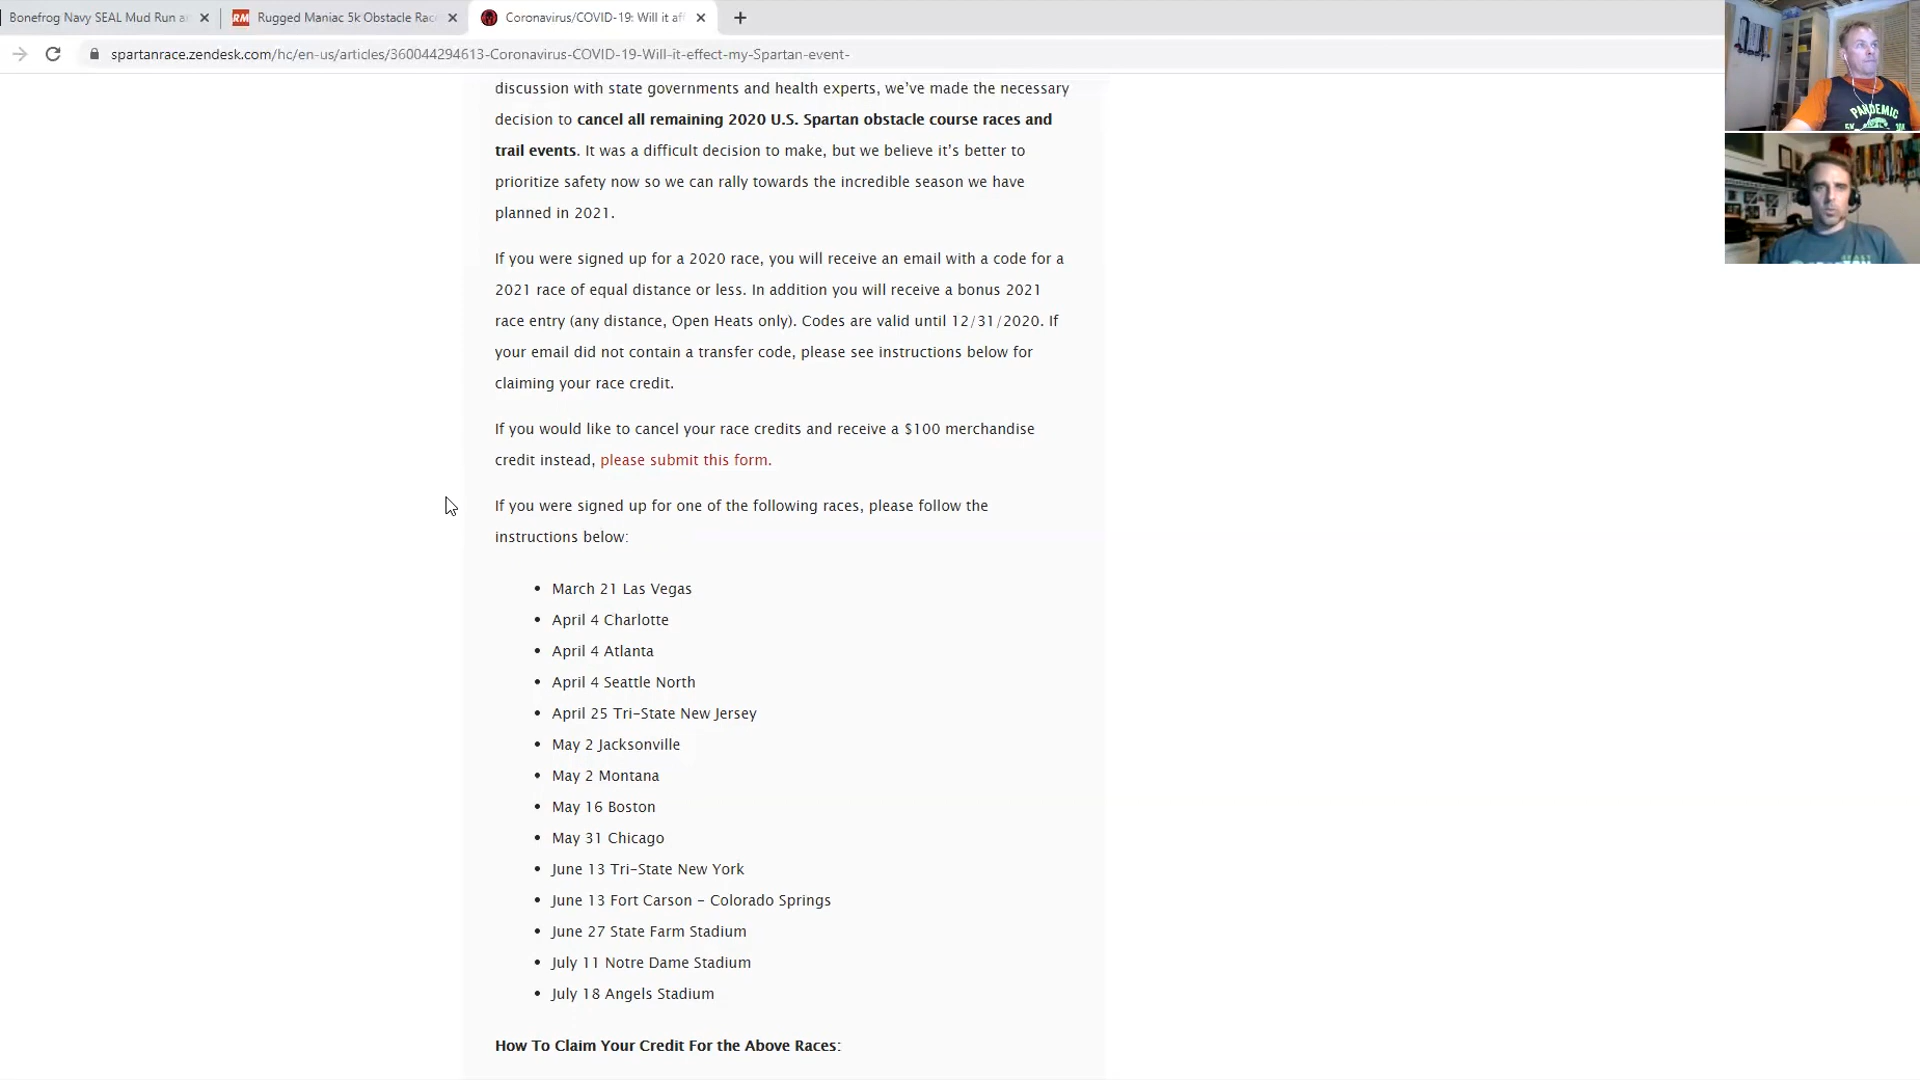 Bonefrog Navy SEAL Mud Run a
RM Rugged Maniac 5k Obstacle Rac
Coronavirus/COVID-19: Will it af
spartanrace.zendesk.com/hc/en-us/articles/360044294613-Coronavirus-COVID-19-Will-it-effect-my-Spartan-event-
PANDEMIC
discussion with state governments and health experts, we’ve made the necessary
decision to cancel all remaining 2020 U.S. Spartan obstacle course races and
trail events. It was a difficult decision to make, but we believe it’s better to
prioritize safety now so we can rally towards the incredible season we have
planned in 2021.
If you were signed up for a 2020 race, you will receive an email with a code for a
2021 race of equal distance or less. In addition you will receive a bonus 2021
race entry (any distance, Open Heats only). Codes are valid until 12/31/2020. If
your email did not contain a transfer code, please see instructions below for
claiming your race credit.
If you would like to cancel your race credits and receive a $100 merchandise
credit instead, please submit this form.
If you were signed up for one of the following races, please follow the
instructions below:
• March 21 Las Vegas
• April 4 Charlotte
• April 4 Atlanta
• April 4 Seattle North
• April 25 Tri-State New Jersey
• May 2 Jacksonville
• May 2 Montana
• May 16 Boston
• May 31 Chicago
• June 13 Tri-State New York
• June 13 Fort Carson - Colorado Springs
• June 27 State Farm Stadium
• July 11 Notre Dame Stadium
• July 18 Angels Stadium
How To Claim Your Credit For the Above Races: